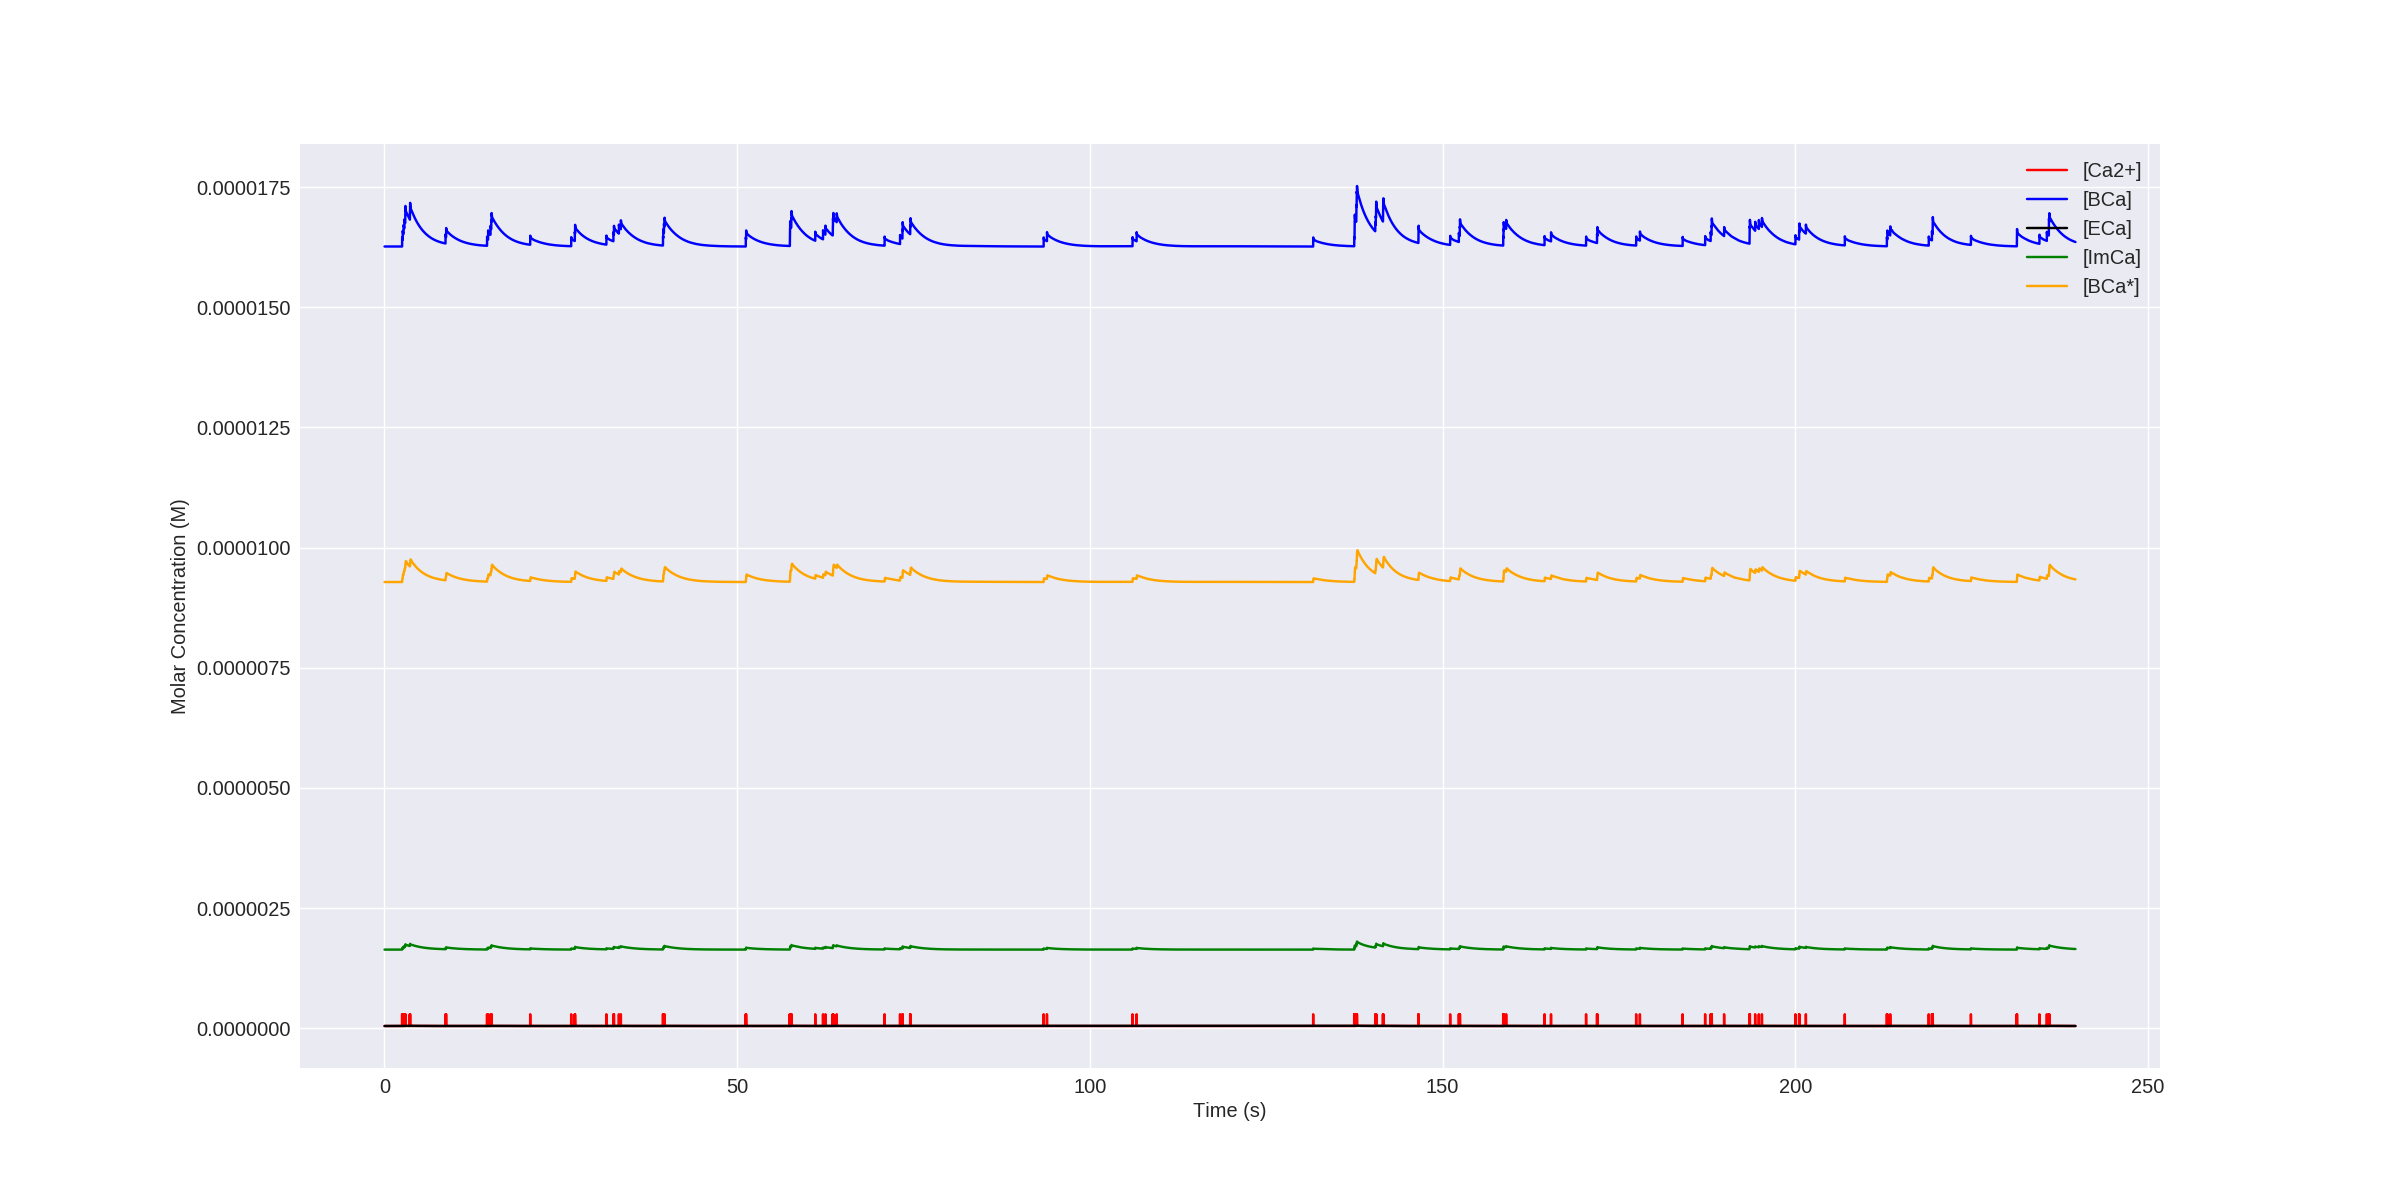 0.0000175
0.0000150
0.0000125
0.0000100
0.0000075
0.0000050
0.0000025
0.0000000
Molar Concentration (M)
[Ca2+]
[BCa]
[ECa]
[ImCa]
[BCa*]
0 50 100 150 200 250
Time (s)